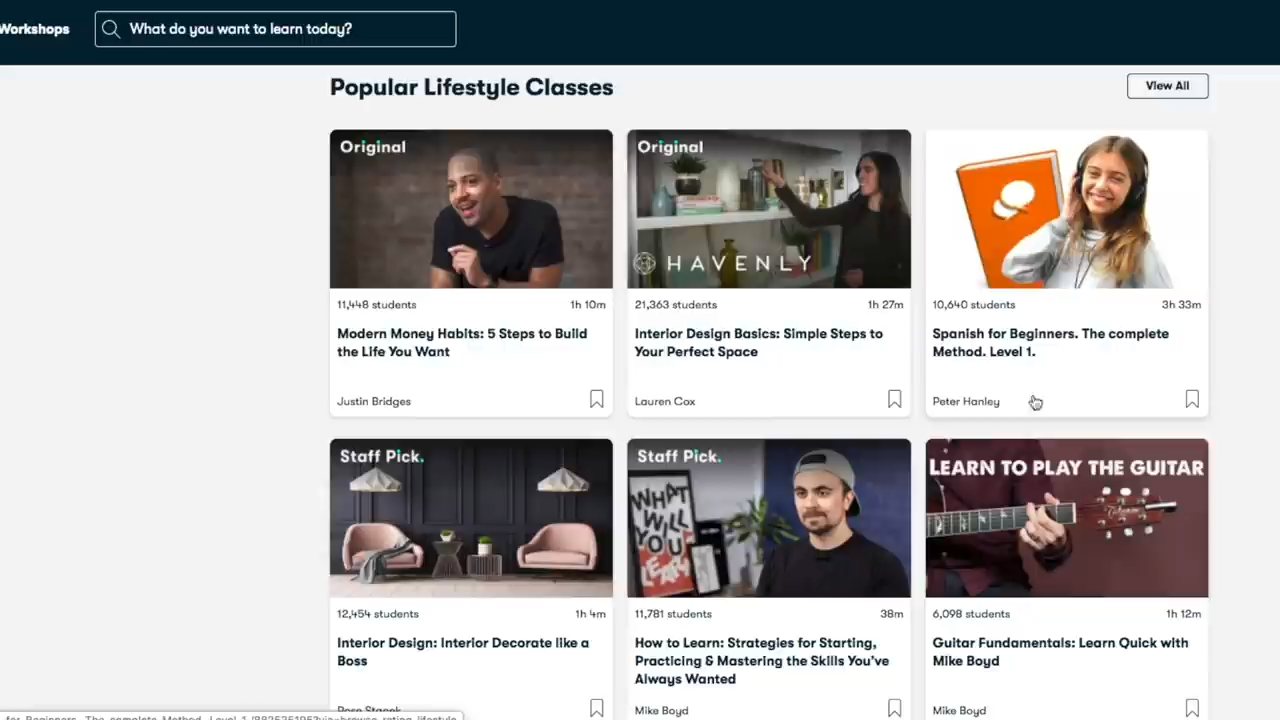 Workshops
What do you want to learn today?
Popular Lifestyle Classes
View All
Original
11,448 students
1h 10m
Modern Money Habits: 5 Steps to Build
the Life You Want
Justin Bridges
Original
HAVENLY
21,363 students
1h 27m
Interior Design Basics: Simple Steps to
Your Perfect Space
Lauren Cox
10,640 students
3h 33m
Spanish for Beginners. The complete
Method. Level 1.
Peter Hanley
Staff Pick.
12,454 students
1h 4m
Interior Design: Interior Decorate like a
Boss
Staff Pick.
WHAT
WILL
YOU
LEARN
11,781 students
38m
How to Learn: Strategies for Starting,
Practicing & Mastering the Skills You've
Always Wanted
Mike Boyd
LEARN TO PLAY THE GUITAR
6,098 students
1h 12m
Guitar Fundamentals: Learn Quick with
Mike Boyd
Mike Boyd